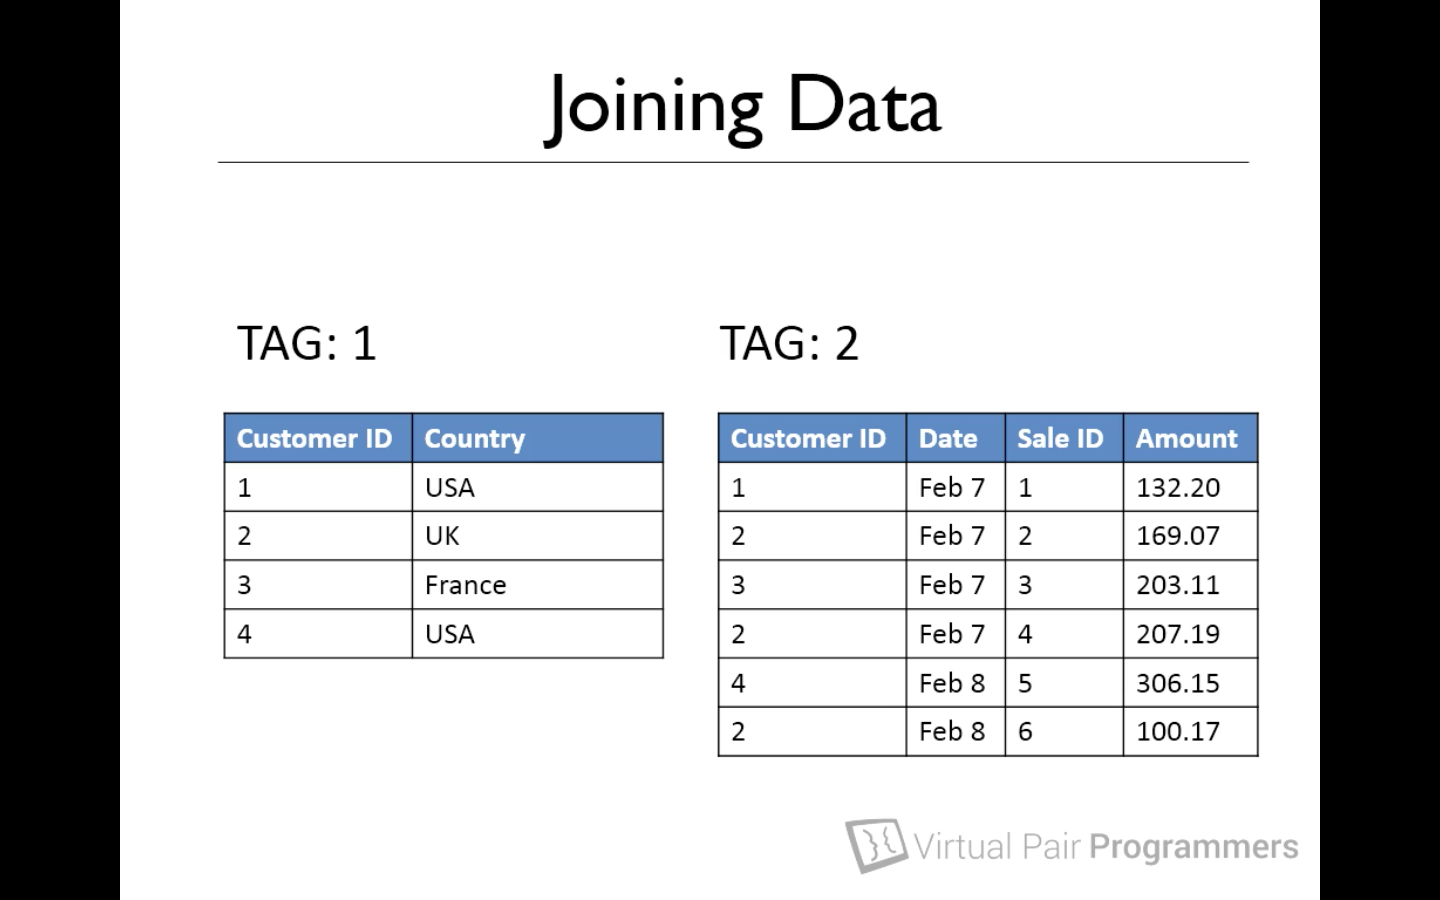 Joining Data
TAG: 1
Customer ID Country
1 USA
2 UK
3 France
4 USA
TAG: 2
Customer ID Date Sale ID Amount
1 Feb 7 1 132.20
2 Feb 7 2 169.07
3 Feb 7 3 203.11
2 Feb 7 4 207.19
4 Feb 8 5 306.15
2 Feb 8 6 100.17
Virtual Pair Programmers